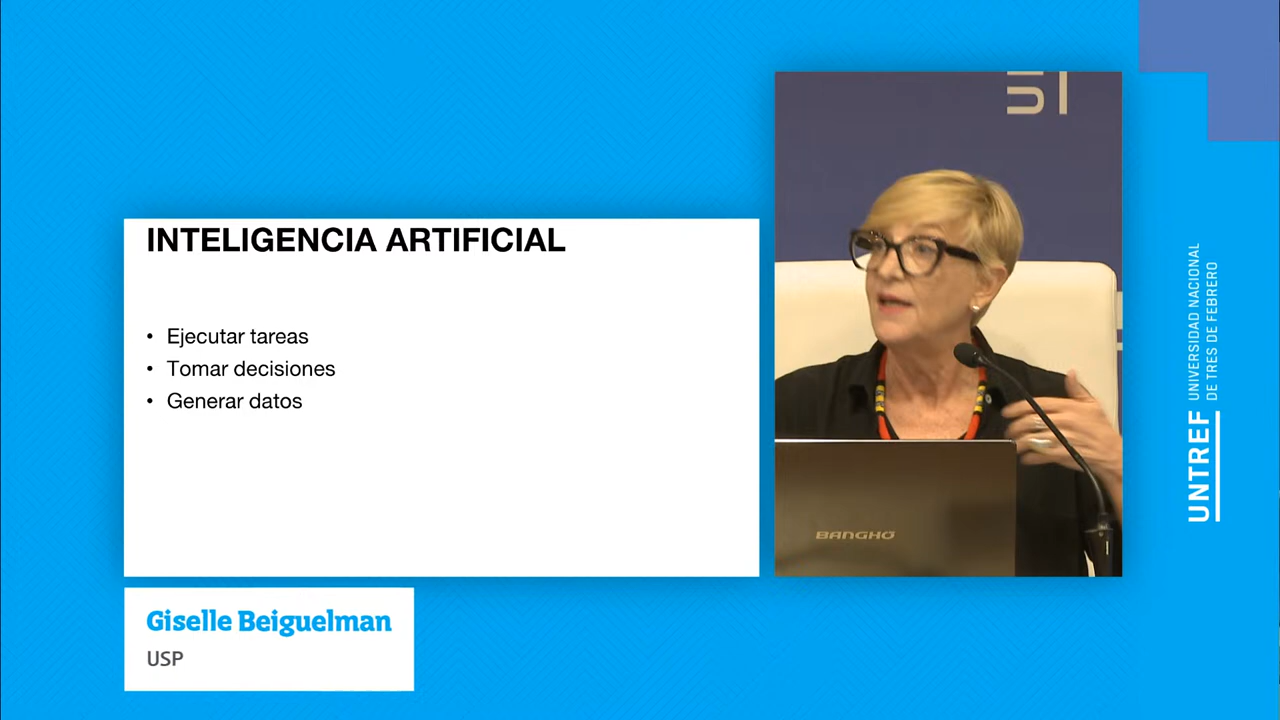 INTELIGENCIA ARTIFICIAL
• Ejecutar tareas
• Tomar decisiones
• Generar datos
Giselle Beiguelman
USP
BANGHO
UNTREF
UNIVERSIDAD NACIONAL
DE TRES DE FEBRERO